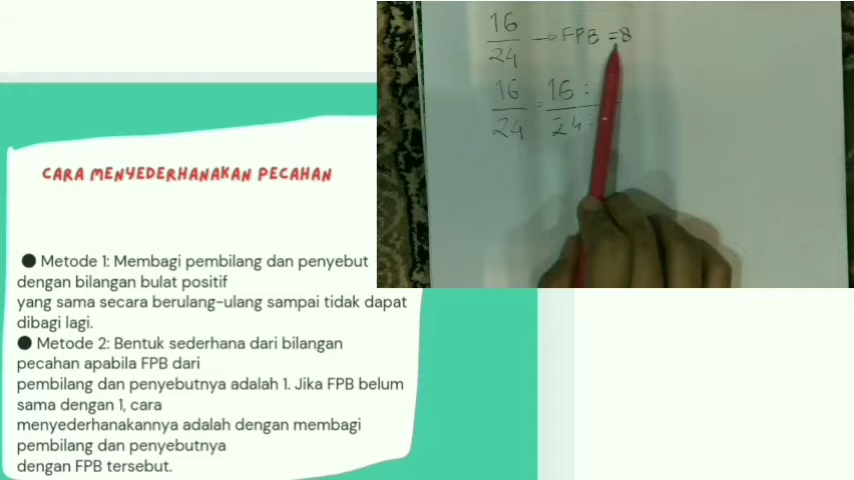 16
24 → FPB = 8
16 = 16 :
24 24 :
CARA MENYEDERHANAKAN PECAHAN
● Metode 1: Membagi pembilang dan penyebut
dengan bilangan bulat positif
yang sama secara berulang-ulang sampai tidak dapat
dibagi lagi.
● Metode 2: Bentuk sederhana dari bilangan
pecahan apabila FPB dari
pembilang dan penyebutnya adalah 1. Jika FPB belum
sama dengan 1, cara
menyederhanakannya adalah dengan membagi
pembilang dan penyebutnya
dengan FPB tersebut.